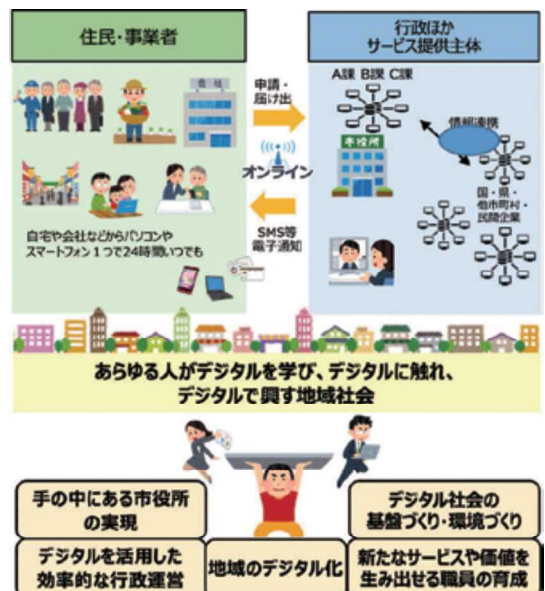 住民・事業者
会社
自宅や会社などからパソコンや
スマートフォン1つで24時間いつでも
申請・
届け出
オンライン
SMS等
電子通知
行政ほか
サービス提供主体
A課 B課 C課
市役所
情報連携
国・県・
他市町村・
民間企業
あらゆる人がデジタルを学び、デジタルに触れ、
デジタルで興す地域社会
手の中にある市役所
の実現
デジタル社会の
基盤づくり・環境づくり
デジタルを活用した
効率的な行政運営
地域のデジタル化
新たなサービスや価値を
生み出せる職員の育成